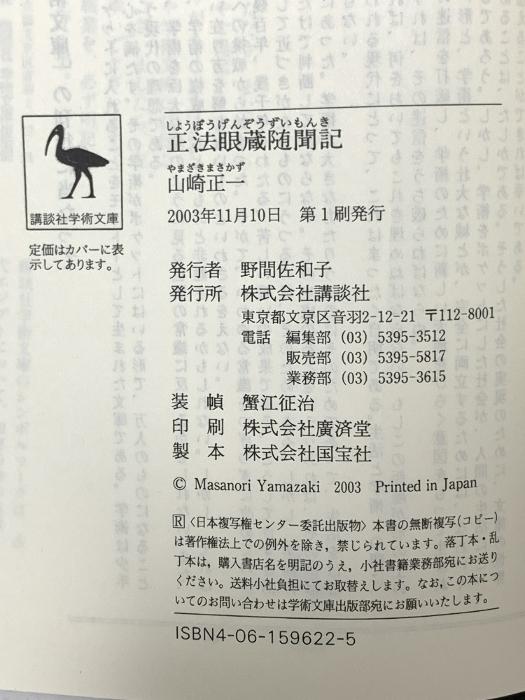 しょうぼうげんぞうずいもんき
正法眼蔵随聞記
やまざきまさかず
山崎正一
2003年11月10日 第1刷発行
講談社学術文庫
定価はカバーに表
示してあります。
発行者 野間佐和子
発行所 株式会社講談社
東京都文京区音羽2-12-21 〒112-8001
電話 編集部 (03) 5395-3512
販売部 (03) 5395-5817
業務部 (03) 5395-3615
装 幀 蟹江征治
印 刷 株式会社廣済堂
製 本 株式会社国宝社
© Masanori Yamazaki 2003 Printed in Japan
R〈日本複写権センター委託出版物〉本書の無断複写(コピー)
は著作権法上での例外を除き，禁じられています。落丁本・乱
丁本は，購入書店名を明記のうえ，小社書籍業務部宛にお送り
ください。送料小社負担にてお取替えします。なお，この本につ
いてのお問い合わせは学術文庫出版部宛にお願いいたします。
ISBN4-06-159622-5